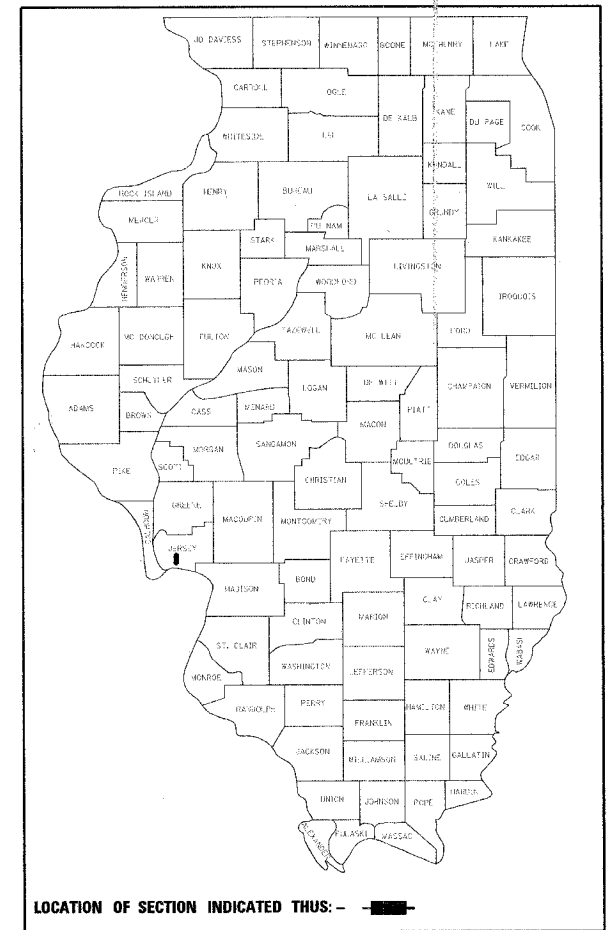 JO DAVIESS STEPHENSON WINNEBAGO BOONE MC HENRY LAKE
CARROLL OGLE DE KALB KANE DU PAGE COOK
WHITESIDE LEE KENDALL WILL
ROCK ISLAND HENRY BUREAU LA SALLE GRUNDY
MERCER PUTNAM KANKAKEE
STARK MARSHALL
HENDERSON WARREN KNOX PEORIA WOODFORD LIVINGSTON IROQUOIS
HANCOCK MC DONOUGH FULTON TAZEWELL MC LEAN FORD
SCHUYLER MASON LOGAN DE WITT CHAMPAIGN VERMILION
ADAMS BROWN CASS MENARD MACON PIATT
PIKE SCOTT MORGAN SANGAMON MOULTRIE DOUGLAS EDGAR
CHRISTIAN COLES
CALHOUN GREENE MACOUPIN MONTGOMERY SHELBY CUMBERLAND CLARK
JERSEY FAYETTE EFFINGHAM JASPER CRAWFORD
MADISON BOND CLAY RICHLAND LAWRENCE
CLINTON MARION
ST. CLAIR WAYNE EDWARDS WABASH
WASHINGTON JEFFERSON
MONROE
RANDOLPH PERRY HAMILTON WHITE
FRANKLIN
JACKSON WILLIAMSON SALINE GALLATIN
UNION JOHNSON POPE HARDIN
ALEXANDER PULASKI MASSAC
LOCATION OF SECTION INDICATED THUS: –